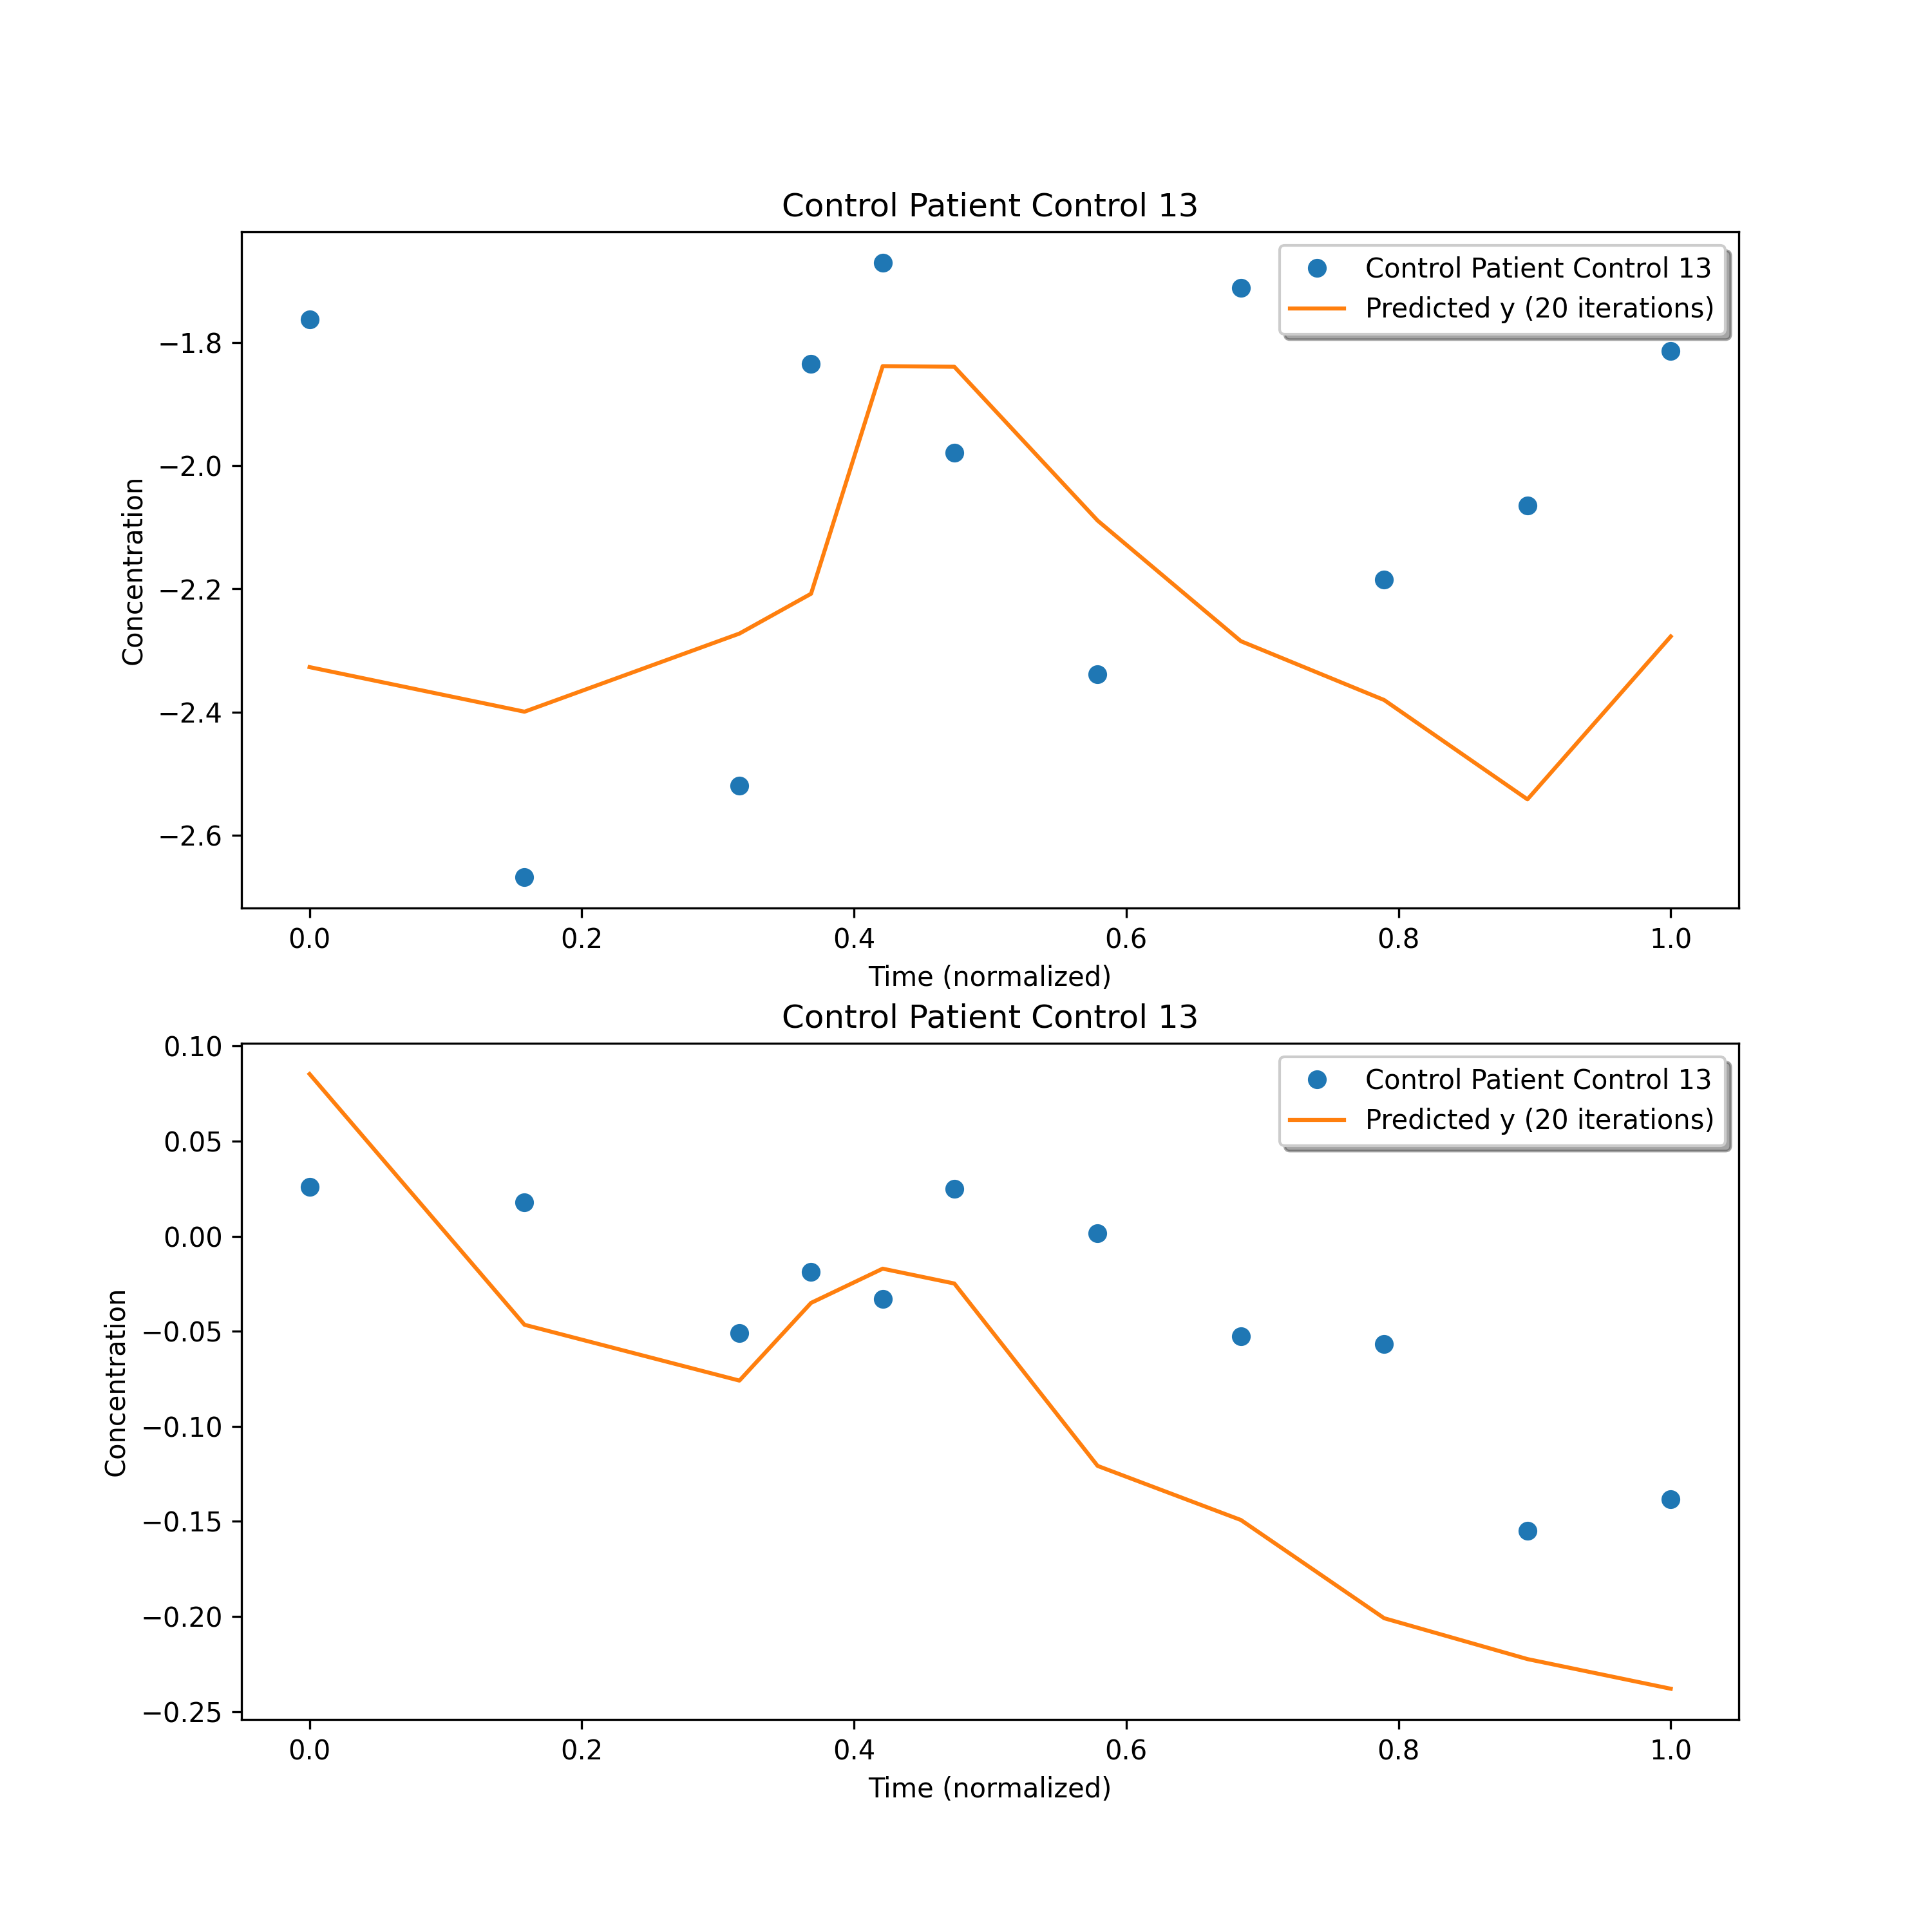 Control Patient Control 13
Control Patient Control 13
Predicted y (20 iterations)
−1.8
−2.0
−2.2
−2.4
−2.6
Concentration
0.0 0.2 0.4 0.6 0.8 1.0
Time (normalized)
Control Patient Control 13
Control Patient Control 13
Predicted y (20 iterations)
0.10
0.05
0.00
−0.05
−0.10
−0.15
−0.20
−0.25
Concentration
0.0 0.2 0.4 0.6 0.8 1.0
Time (normalized)